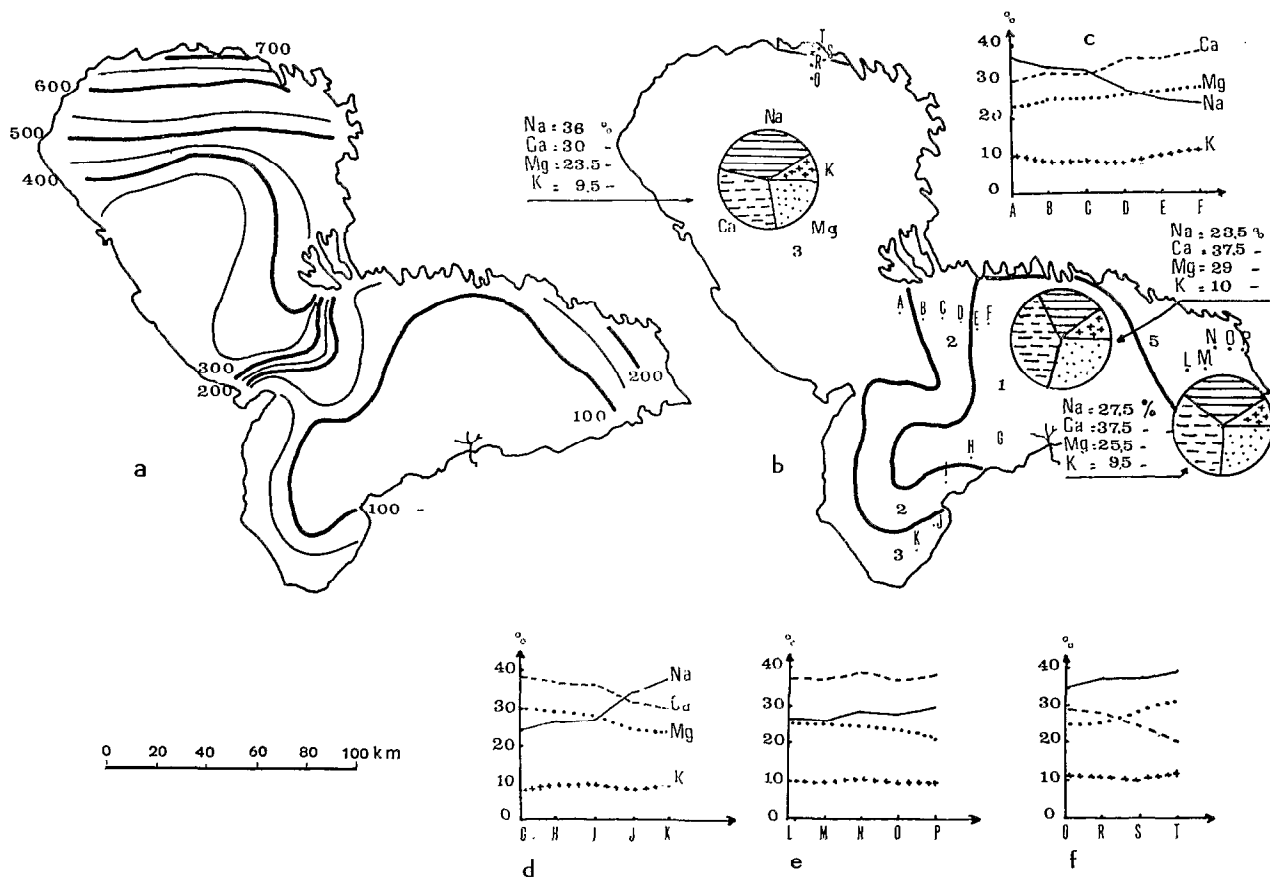 700
600
500
400
300
200
200
100
100 -
a
0 20 40 60 80 100 km
T
S
R
Q
Na = 36 %
Ca = 30 -
Mg = 23.5 -
K = 9.5 -
Na
K
Ca
Mg
3
A B C D E F
2
1
5
N O P
L M
H G
I
2
J
K
3
b
Na = 23,5 %
Ca = 37,5 -
Mg = 29 -
K = 10 -
Na = 27,5 %
Ca = 37,5 -
Mg = 25,5 -
K = 9,5 -
%
c
40
30
20
10
0
Ca
Mg
Na
K
A B C D E F
%
40
30
20
10
0
Na
Ca
Mg
K
G H I J K
d
%
40
30
20
10
0
L M N O P
e
%
40
30
20
10
0
Q R S T
f